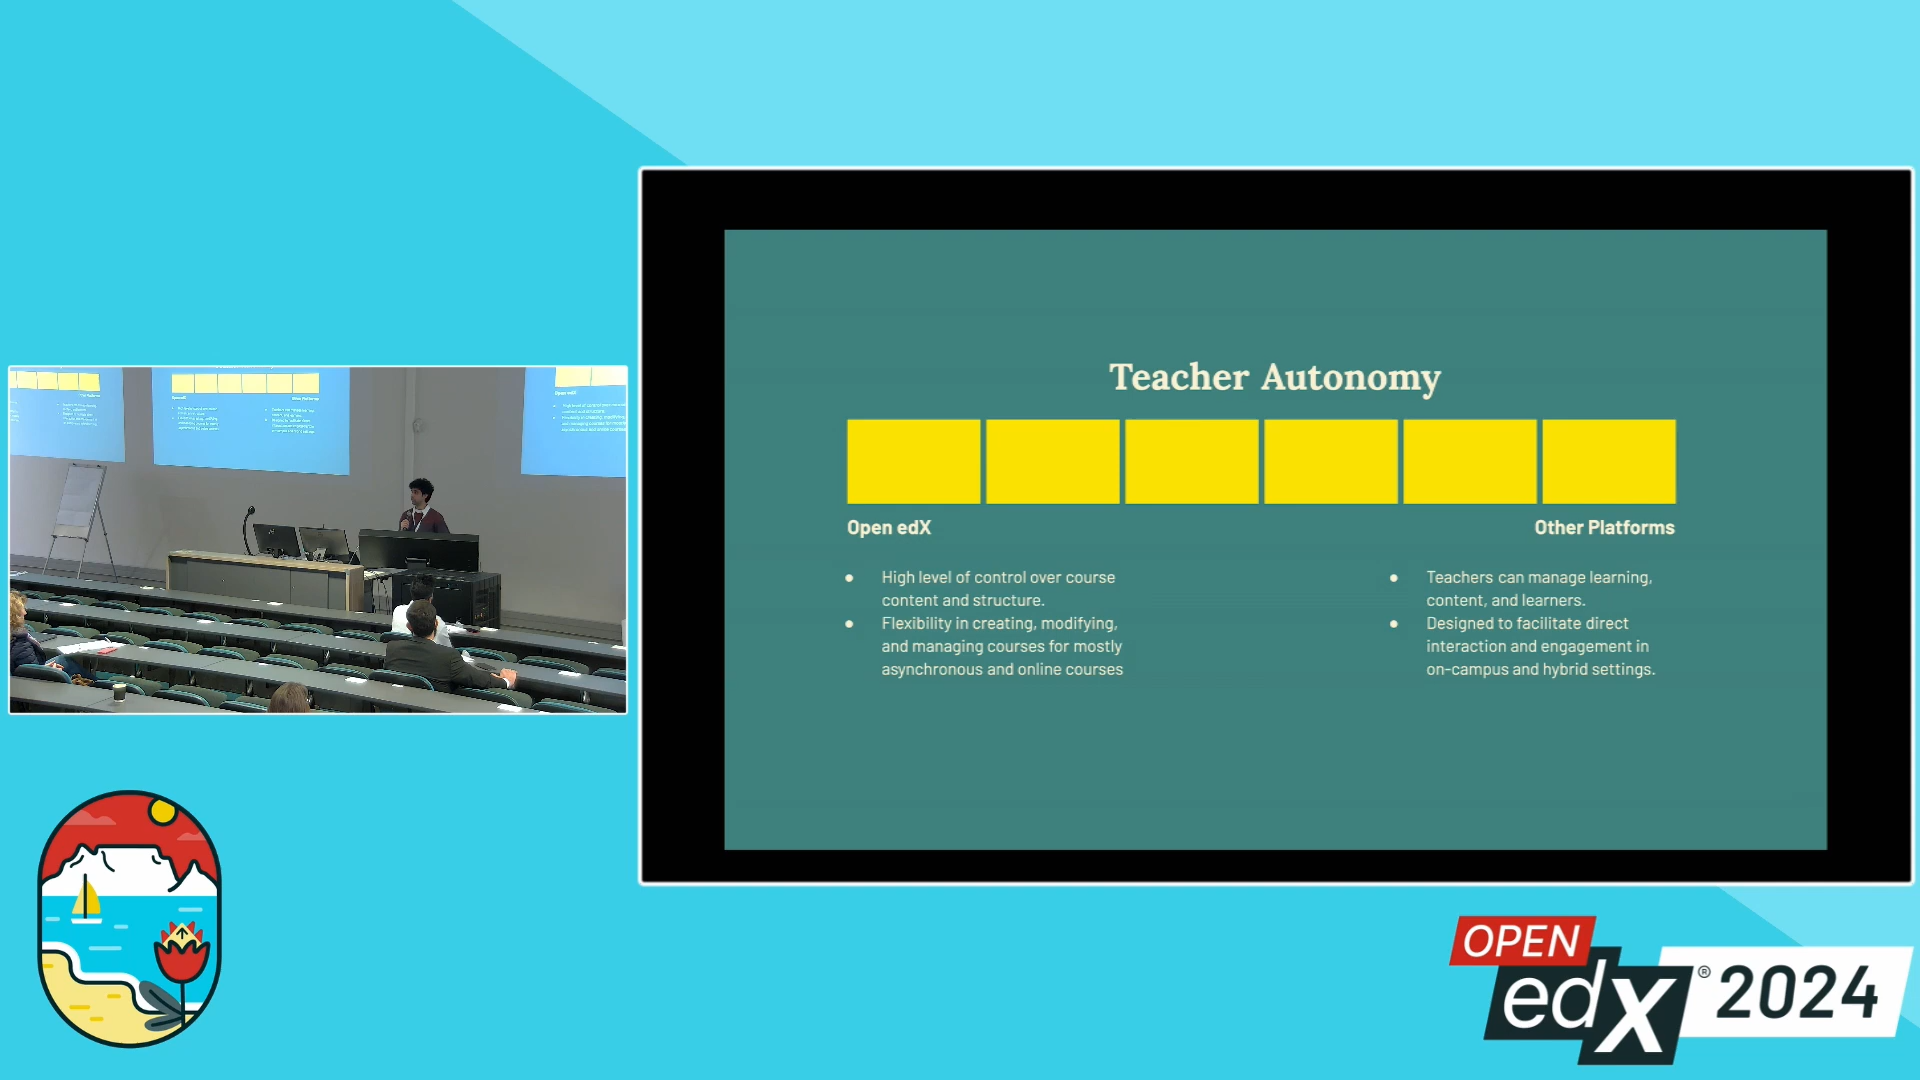 Teacher Autonomy
Open edX
Other Platforms
● High level of control over course
content and structure.
● Flexibility in creating, modifying,
and managing courses for mostly
asynchronous and online courses
● Teachers can manage learning,
content, and learners.
● Designed to facilitate direct
interaction and engagement in
on-campus and hybrid settings.
OPEN
edX® 2024